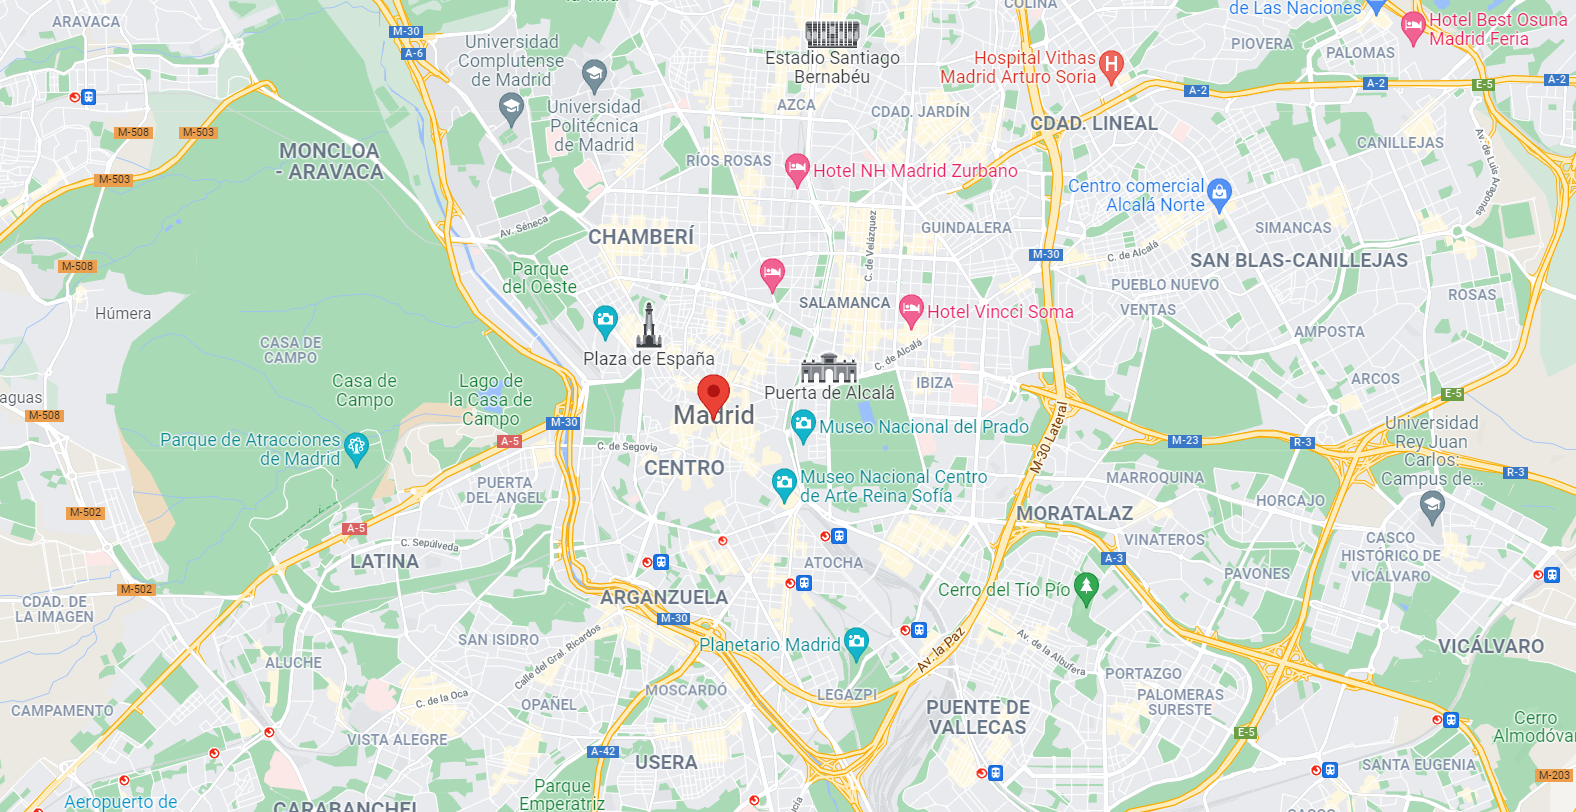 ARAVACA
M-30
A-6
Universidad
Complutense
de Madrid
Universidad
Politécnica
de Madrid
Estadio Santiago
Bernabéu
AZCA
CDAD. JARDÍN
COLINA
Hospital Vithas
Madrid Arturo Soria
de Las Naciones
Hotel Best Osuna
Madrid Feria
PIOVERA
PALOMAS
A-2
A-2
E-5
A-2
CDAD. LINEAL
CANILLEJAS
Av. de Luis Aragonés
M-508
M-503
M-503
MONCLOA
- ARAVACA
RÍOS ROSAS
Hotel NH Madrid Zurbano
Centro comercial
Alcalá Norte
GUINDALERA
SIMANCAS
Av. Séneca
CHAMBERÍ
C. de Velázquez
M-30
C. de Alcalá
SAN BLAS-CANILLEJAS
M-508
Parque
del Oeste
PUEBLO NUEVO
VENTAS
ROSAS
SALAMANCA
Hotel Vincci Soma
Húmera
AMPOSTA
CASA DE
CAMPO
Plaza de España
C. de Alcalá
Puerta de Alcalá
IBIZA
ARCOS
Casa de
Campo
Lago de
la Casa de
Campo
aguas
M-508
M-30
A-5
Madrid
Museo Nacional del Prado
M-30 Lateral
E-5
M-23
R-3
R-3
Universidad
Rey Juan
Carlos:
Campus de...
Parque de Atracciones
de Madrid
C. de Segovia
CENTRO
Museo Nacional Centro
de Arte Reina Sofía
MARROQUINA
HORCAJO
PUERTA
DEL ANGEL
M-502
A-5
MORATALAZ
VINATEROS
CASCO
HISTÓRICO DE
VICÁLVARO
C. Sepúlveda
LATINA
ATOCHA
A-3
PAVONES
M-502
Cerro del Tío Pío
CDAD. DE
LA IMAGEN
ARGANZUELA
M-30
SAN ISIDRO
Calle del Gral. Ricardos
Planetario Madrid
Av. la Paz
Av. de la Albufera
VICÁLVARO
ALUCHE
PORTAZGO
MOSCARDÓ
LEGAZPI
C. de la Oca
OPAÑEL
PALOMERAS
SURESTE
CAMPAMENTO
PUENTE DE
VALLECAS
E-5
Cerro
Almodóvar
VISTA ALEGRE
A-42
USERA
SANTA EUGENIA
M-203
Parque
Emperatriz
Aeropuerto de
CARABANCHEL